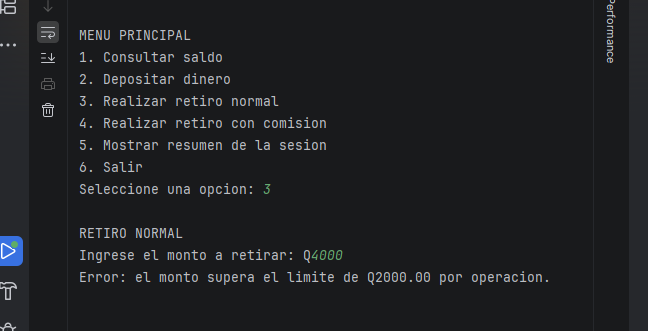 MENU PRINCIPAL
1. Consultar saldo
2. Depositar dinero
3. Realizar retiro normal
4. Realizar retiro con comision
5. Mostrar resumen de la sesion
6. Salir
Seleccione una opcion: 3
RETIRO NORMAL
Ingrese el monto a retirar: Q4000
Error: el monto supera el limite de Q2000.00 por operacion.
Performance